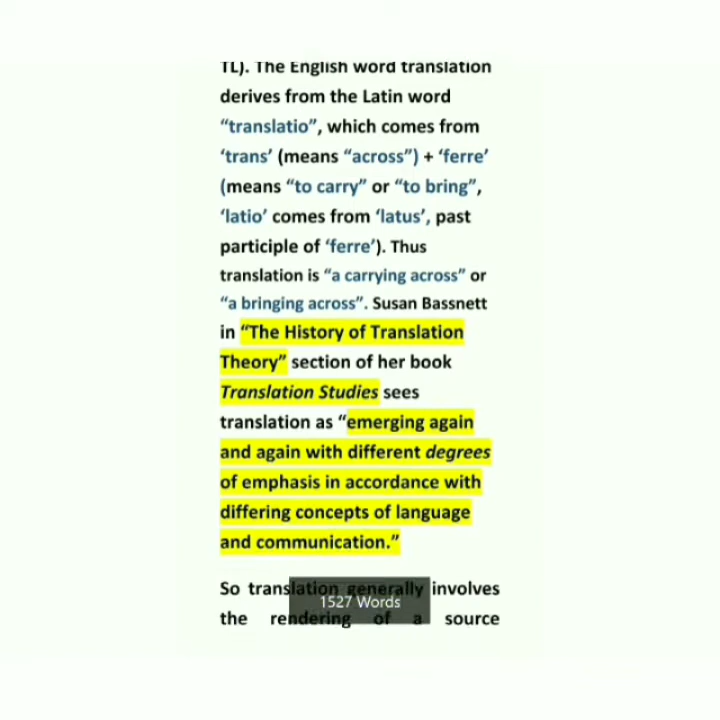 TL). The English word translation
derives from the Latin word
“translatio”, which comes from
‘trans’ (means “across”) + ‘ferre’
(means “to carry” or “to bring”,
‘latio’ comes from ‘latus’, past
participle of ‘ferre’). Thus
translation is “a carrying across” or
“a bringing across”. Susan Bassnett
in “The History of Translation
Theory” section of her book
Translation Studies sees
translation as “emerging again
and again with different degrees
of emphasis in accordance with
differing concepts of language
and communication.”
So translation generally involves
1527 Words
the rendering of a source